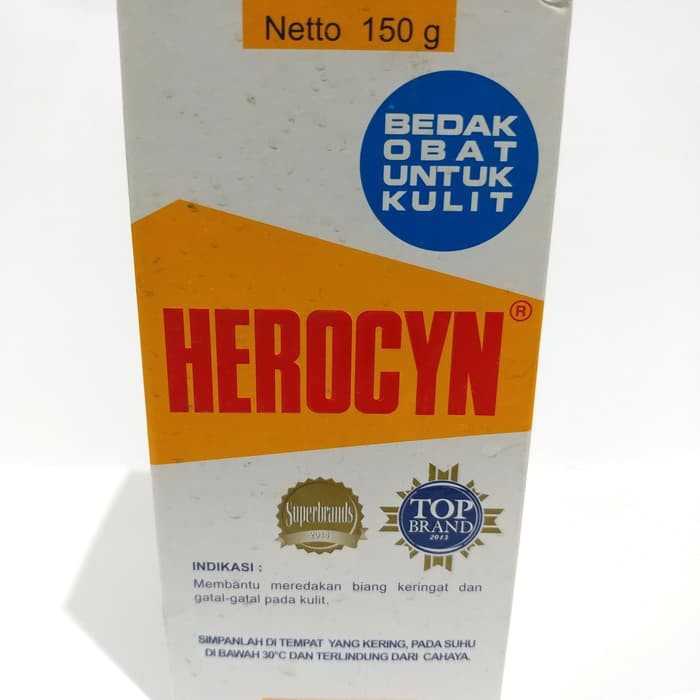 Netto 150 g
BEDAK
OBAT
UNTUK
KULIT
HEROCYN®
Superbrands
TOP
BRAND
2013
INDIKASI :
Membantu meredakan biang keringat dan
gatal-gatal pada kulit.
SIMPANLAH DI TEMPAT YANG KERING, PADA SUHU
DI BAWAH 30°C DAN TERLINDUNG DARI CAHAYA.